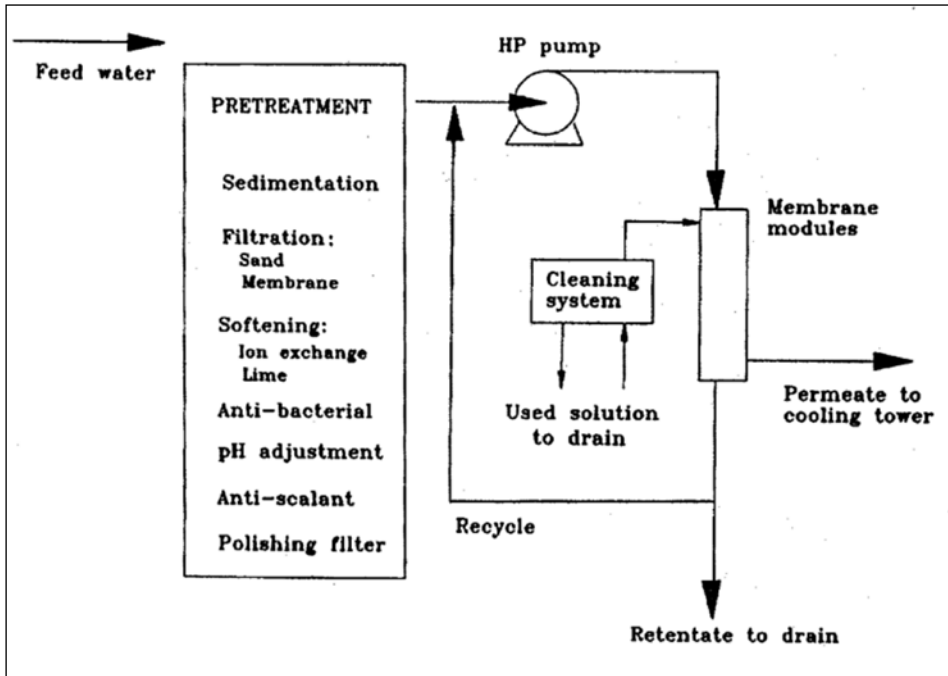 Feed water
PRETREATMENT
Sedimentation
Filtration:
Sand
Membrane
Softening:
Ion exchange
Lime
Anti-bacterial
pH adjustment
Anti-scalant
Polishing filter
HP pump
Membrane
modules
Cleaning
system
Used solution
to drain
Permeate to
cooling tower
Recycle
Retentate to drain